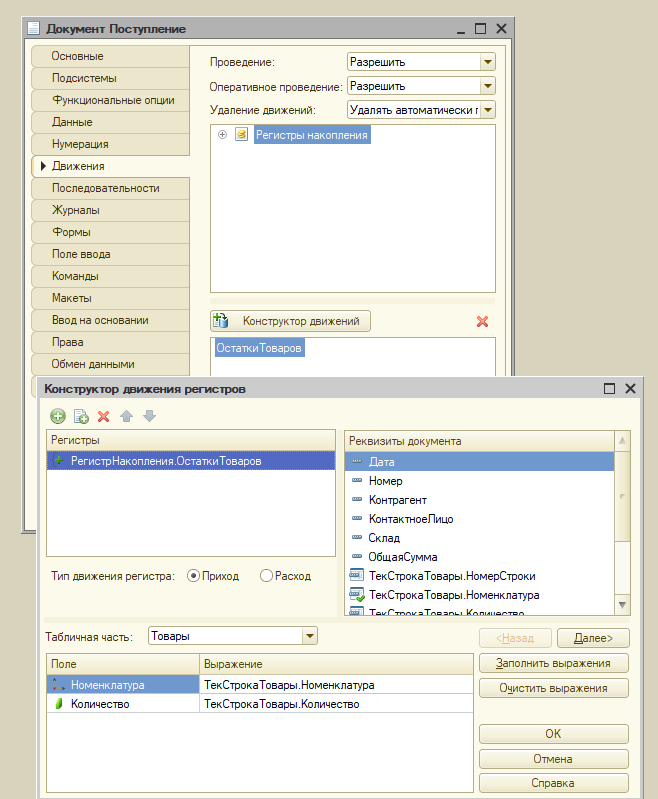 Документ Поступление
Основные
Подсистемы
Функциональные опции
Данные
Нумерация
Движения
Последовательности
Журналы
Формы
Поле ввода
Команды
Макеты
Ввод на основании
Права
Обмен данными
Проведение: Разрешить
Оперативное проведение: Разрешить
Удаление движений: Удалять автоматически г
Регистры накопления
Конструктор движений
ОстаткиТоваров
Конструктор движения регистров
Регистры
РегистрНакопления.ОстаткиТоваров
Реквизиты документа
Дата
Номер
Контрагент
КонтактноеЛицо
Склад
ОбщаяСумма
ТекСтрокаТовары.НомерСтроки
ТекСтрокаТовары.Номенклатура
ТекСтрокаТовары.Количество
Тип движения регистра: Приход Расход
Табличная часть: Товары
<Назад Далее>
Поле Выражение
Номенклатура ТекСтрокаТовары.Номенклатура
Количество ТекСтрокаТовары.Количество
Заполнить выражения
Очистить выражения
ОК
Отмена
Справка